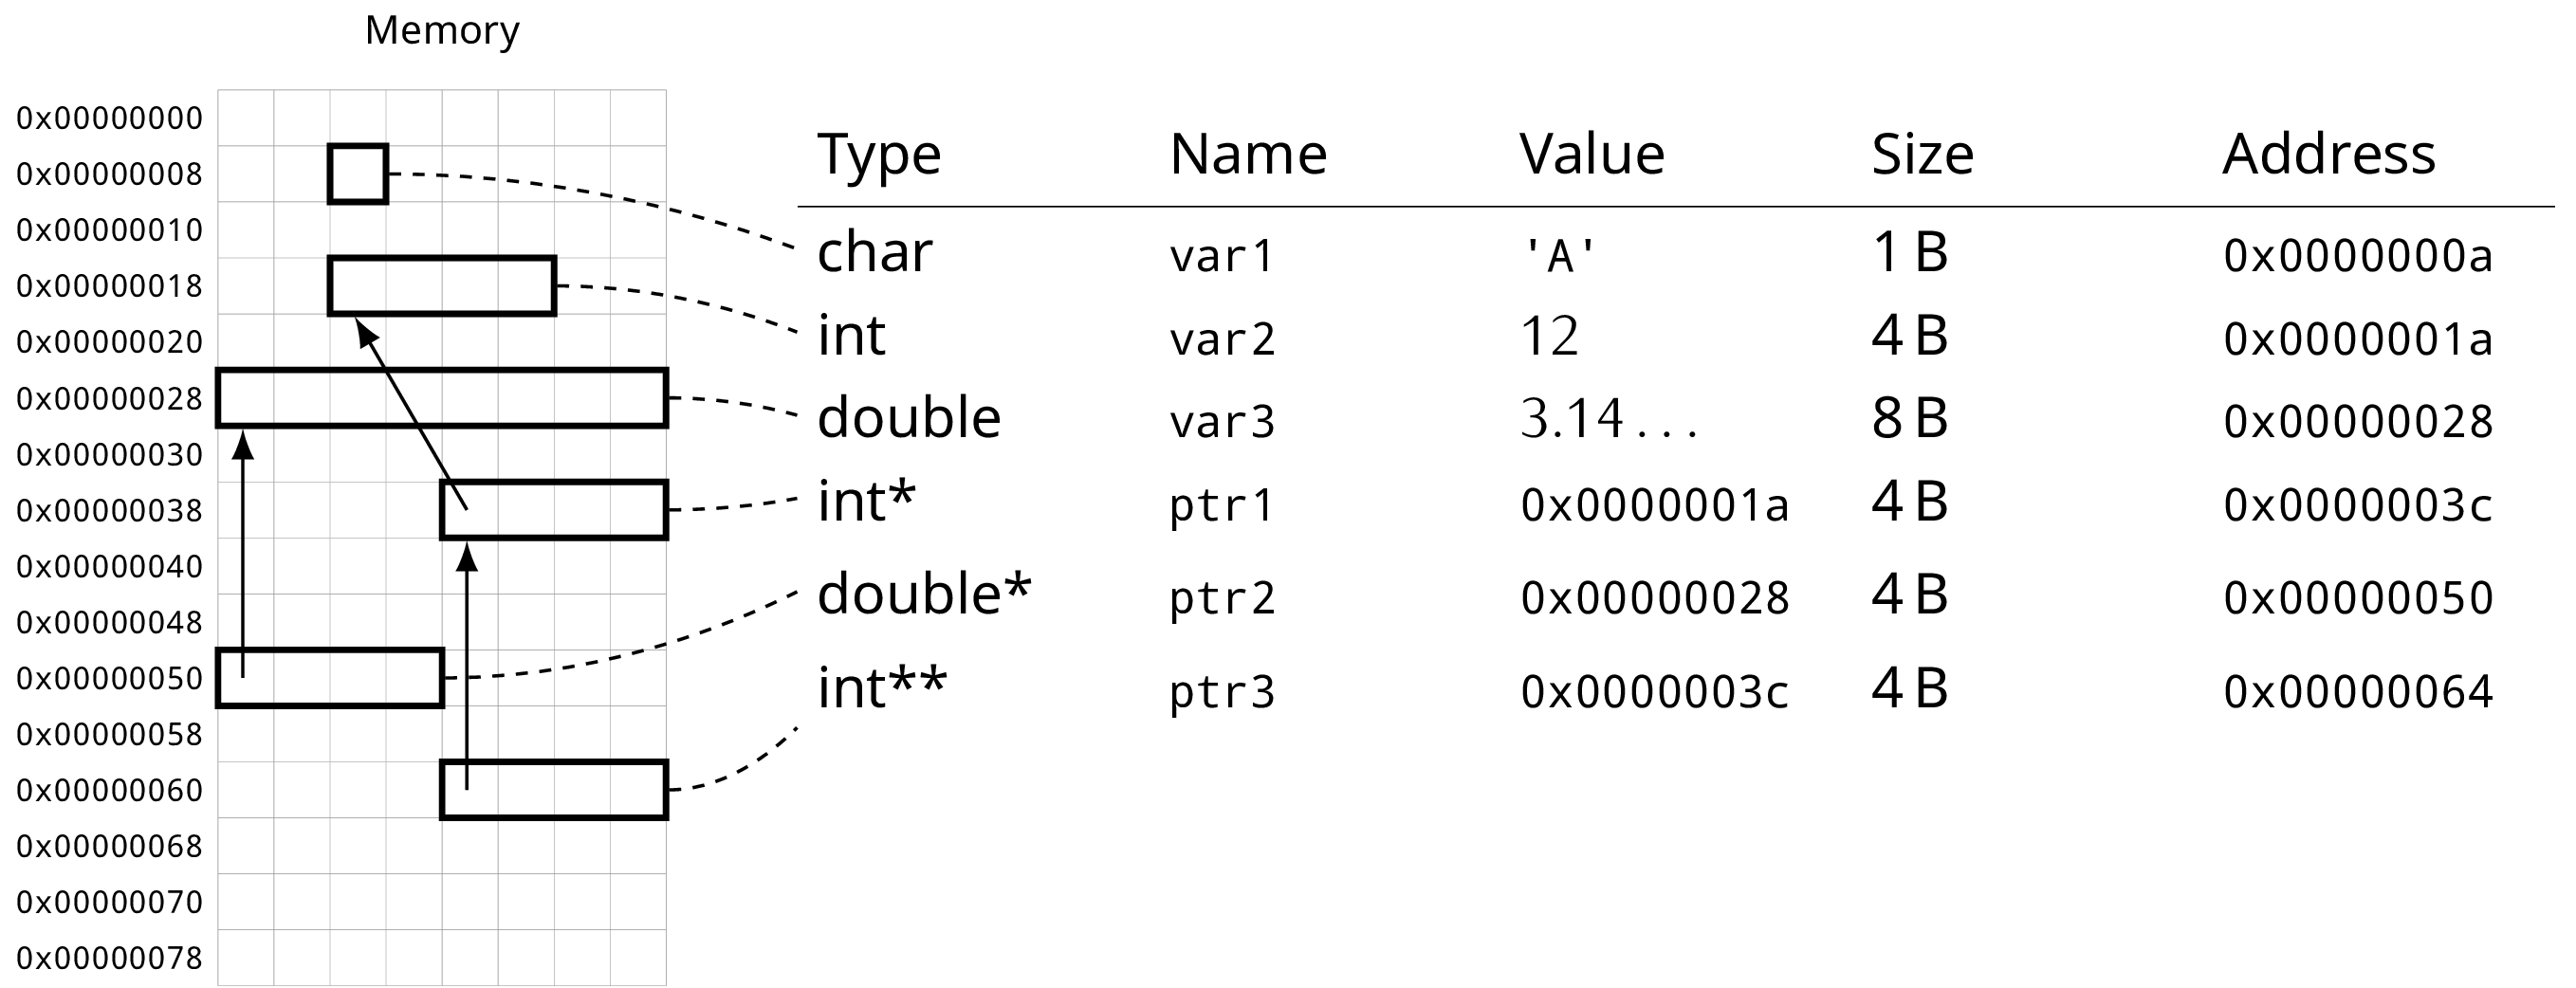 Memory
0x00000000
0x00000008
0x00000010
0x00000018
0x00000020
0x00000028
0x00000030
0x00000038
0x00000040
0x00000048
0x00000050
0x00000058
0x00000060
0x00000068
0x00000070
0x00000078
Type Name Value Size Address
char var1 'A' 1 B 0x0000000a
int var2 12 4 B 0x0000001a
double var3 3.14 . . . 8 B 0x00000028
int* ptr1 0x0000001a 4 B 0x0000003c
double* ptr2 0x00000028 4 B 0x00000050
int** ptr3 0x0000003c 4 B 0x00000064